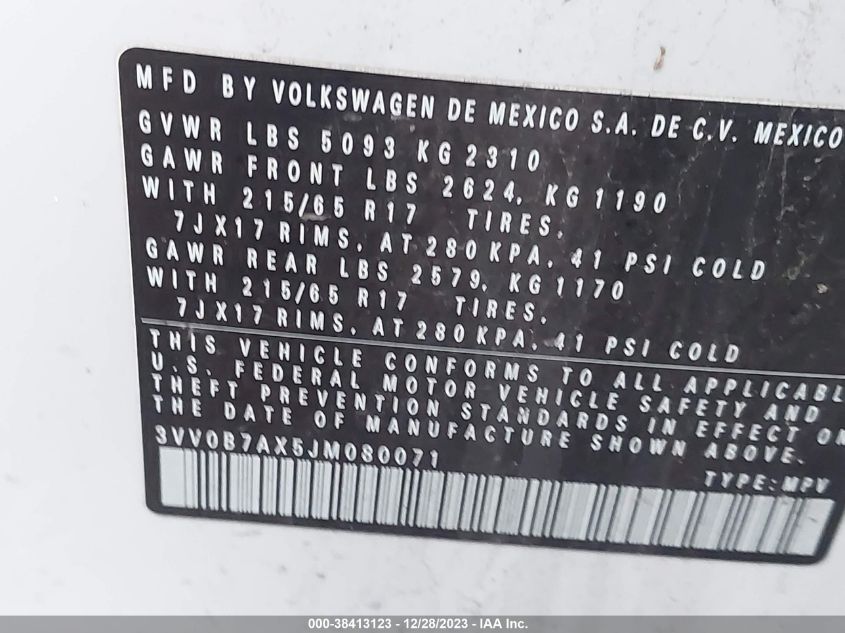 MFD BY VOLKSWAGEN DE MEXICO S.A. DE C.V. MEXICO
GVWR LBS 5093 KG 2310
GAWR FRONT LBS 2624, KG 1190
WITH 215/65 R17 TIRES,
7JX17 RIMS, AT 280 KPA, 41 PSI COLD
GAWR REAR LBS 2579, KG 1170
WITH 215/65 R17 TIRES,
7JX17 RIMS, AT 280 KPA, 41 PSI COLD
THIS VEHICLE CONFORMS TO ALL APPLICABL
U.S. FEDERAL MOTOR VEHICLE SAFETY AND
THEFT PREVENTION STANDARDS IN EFFECT ON
THE DATE OF MANUFACTURE SHOWN ABOVE.
3VV0B7AX5JM080071
TYPE: MPV
000-38413123 - 12/28/2023 - IAA Inc.